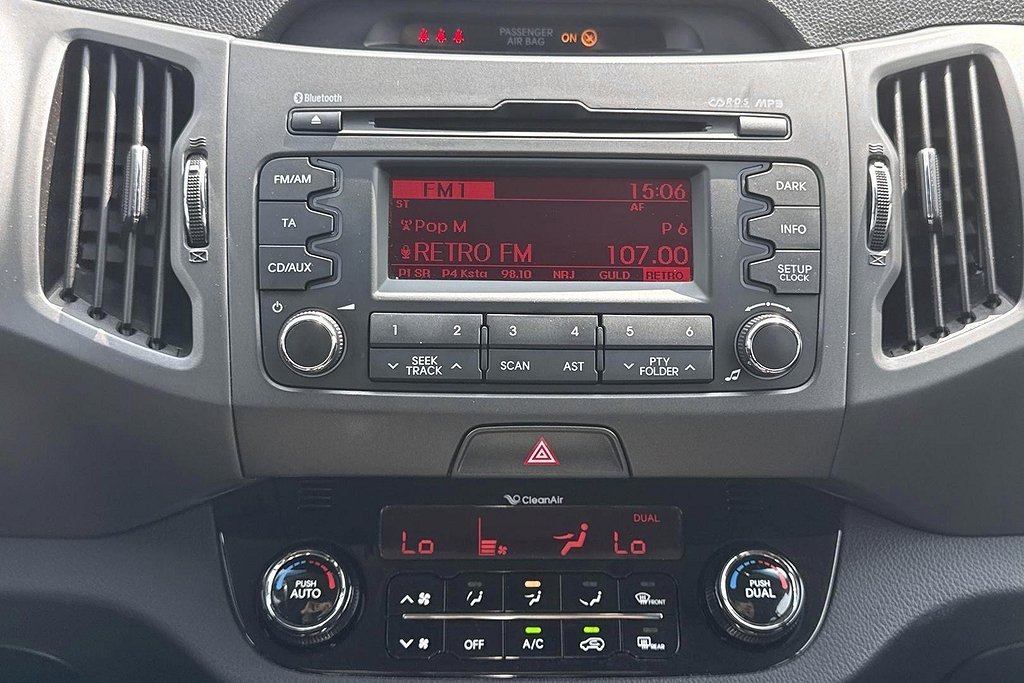 PASSENGER
AIR BAG ON
Bluetooth
RDS MP3
FM/AM
TA
CD/AUX
FM1 15:06
ST AF
Pop M P 6
RETRO FM 107.00
P1 SR P4 Ksta 98.10 NRJ GULD RETRO
DARK
INFO
SETUP
CLOCK
1 2 3 4 5 6
SEEK
TRACK
SCAN AST
PTY
FOLDER
CleanAir
DUAL
Lo Lo
PUSH
AUTO
PUSH
DUAL
FRONT
OFF A/C REAR